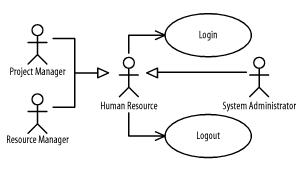 Login
Project Manager
Human Resource
System Administrator
Resource Manager
Logout